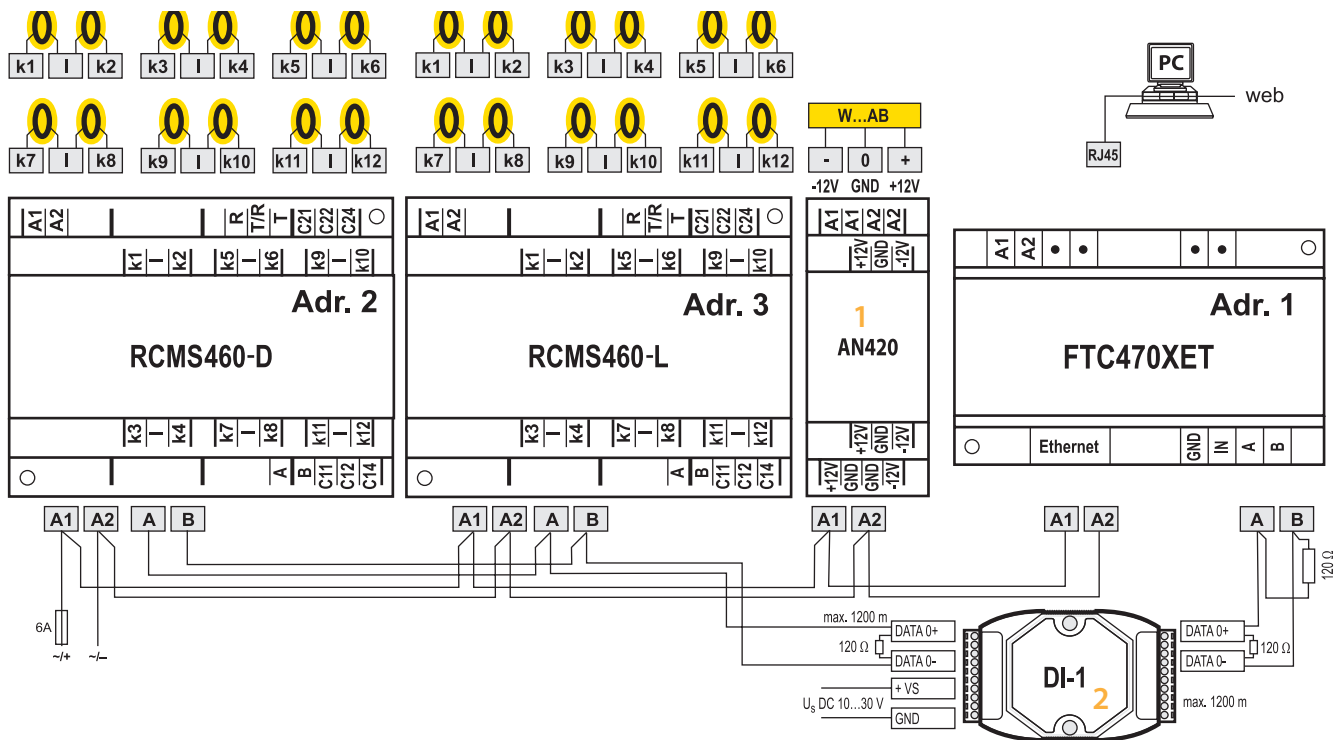 k1 I k2 k3 I k4 k5 I k6 k1 I k2 k3 I k4 k5 I k6
PC
web
RJ45
k7 I k8 k9 I k10 k11 I k12 k7 I k8 k9 I k10 k11 I k12
W...AB
- 0 +
-12V GND +12V
A1 A2 R T/R T C21 C22 C24
k1 I k2 k5 I k6 k9 I k10
Adr. 2
RCMS460-D
k3 I k4 k7 I k8 k11 I k12
A B C11 C12 C14
A1 A2 R T/R T C21 C22 C24
k1 I k2 k5 I k6 k9 I k10
Adr. 3
RCMS460-L
k3 I k4 k7 I k8 k11 I k12
A B C11 C12 C14
A1 A1 A2 A2
+12V GND -12V
1
AN420
+12V GND -12V
+12V GND GND -12V
A1 A2 • • • •
Adr. 1
FTC470XET
Ethernet GND IN A B
A1 A2 A B A1 A2 A B A1 A2 A1 A2 A B
120 Ω
6A
~/+ ~/–
max. 1200 m
DATA 0+
120 Ω
DATA 0-
+ VS
Us DC 10...30 V
GND
DI-1
2
DATA 0+
120 Ω
DATA 0-
max. 1200 m